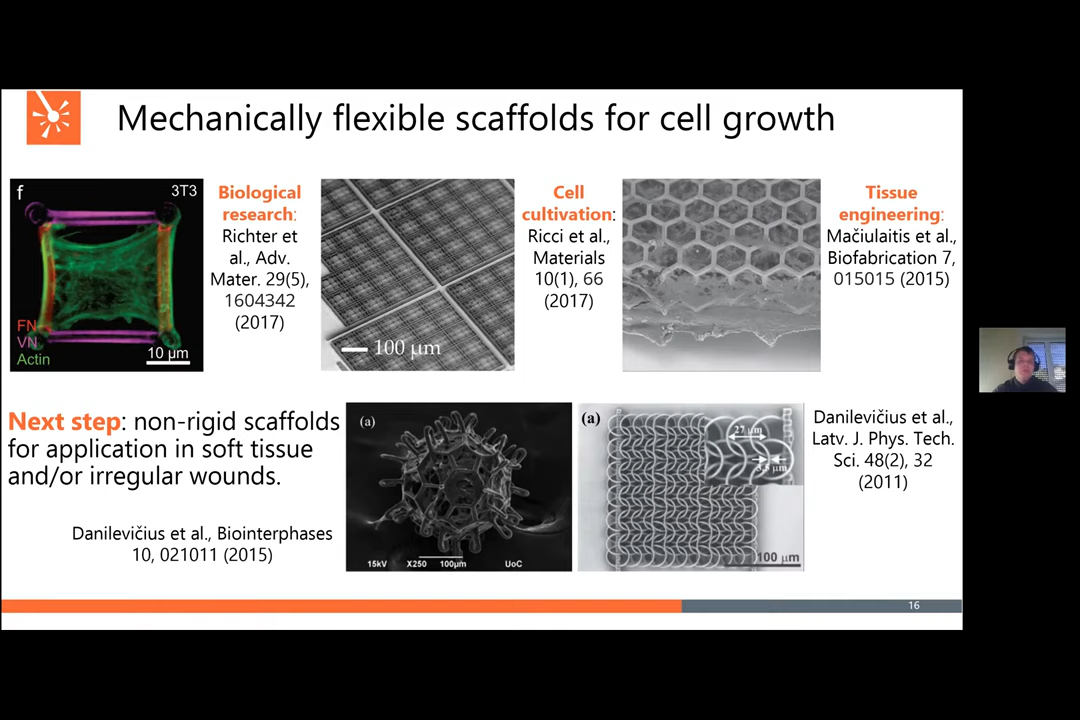 Mechanically flexible scaffolds for cell growth
f
3T3
FN
VN
Actin
10 μm
Biological
research:
Richter et
al., Adv.
Mater. 29(5),
1604342
(2017)
100 μm
Cell
cultivation:
Ricci et al.,
Materials
10(1), 66
(2017)
Tissue
engineering:
Mačiulaitis et al.,
Biofabrication 7,
015015 (2015)
Next step: non-rigid scaffolds
for application in soft tissue
and/or irregular wounds.
Danilevičius et al., Biointerphases
10, 021011 (2015)
(a)
15kV X250 100μm UoC
(a)
27 μm
3.5 μm
100 μm
Danilevičius et al.,
Latv. J. Phys. Tech.
Sci. 48(2), 32
(2011)
16